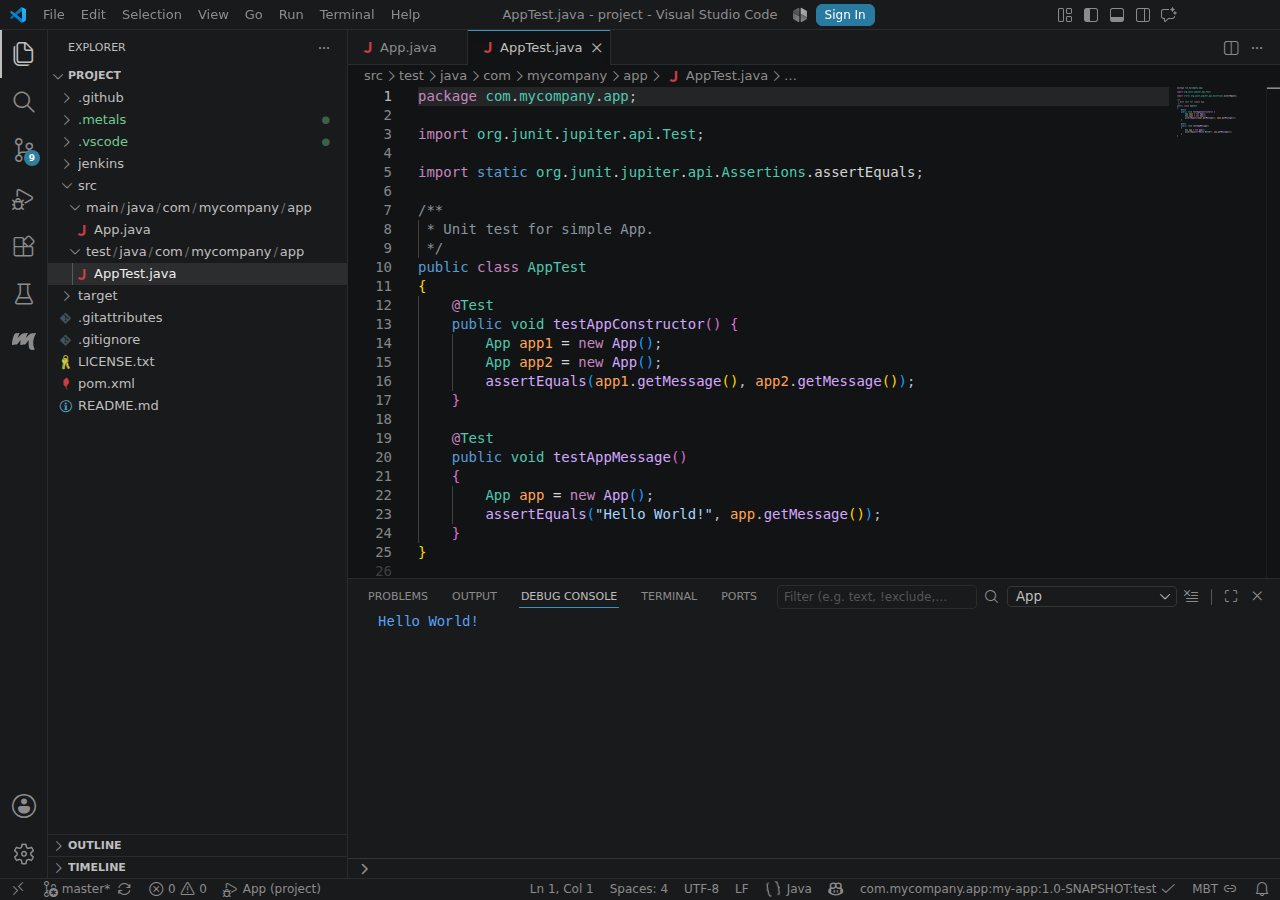 File Edit Selection View Go Run Terminal Help AppTest.java - project - Visual Studio Code Sign In
EXPLORER
PROJECT
.github
.metals
.vscode
jenkins
src
main/java/com/mycompany/app
App.java
test/java/com/mycompany/app
AppTest.java
target
.gitattributes
.gitignore
LICENSE.txt
pom.xml
README.md
OUTLINE
TIMELINE
9
App.java AppTest.java
src test java com mycompany app AppTest.java ...
1 package com.mycompany.app;
2
3 import org.junit.jupiter.api.Test;
4
5 import static org.junit.jupiter.api.Assertions.assertEquals;
6
7 /**
8 * Unit test for simple App.
9 */
10 public class AppTest
11 {
12 @Test
13 public void testAppConstructor() {
14 App app1 = new App();
15 App app2 = new App();
16 assertEquals(app1.getMessage(), app2.getMessage());
17 }
18
19 @Test
20 public void testAppMessage()
21 {
22 App app = new App();
23 assertEquals("Hello World!", app.getMessage());
24 }
25 }
26
PROBLEMS OUTPUT DEBUG CONSOLE TERMINAL PORTS Filter (e.g. text, !exclude,... App
Hello World!
master* 0 0 App (project) Ln 1, Col 1 Spaces: 4 UTF-8 LF Java com.mycompany.app:my-app:1.0-SNAPSHOT:test MBT